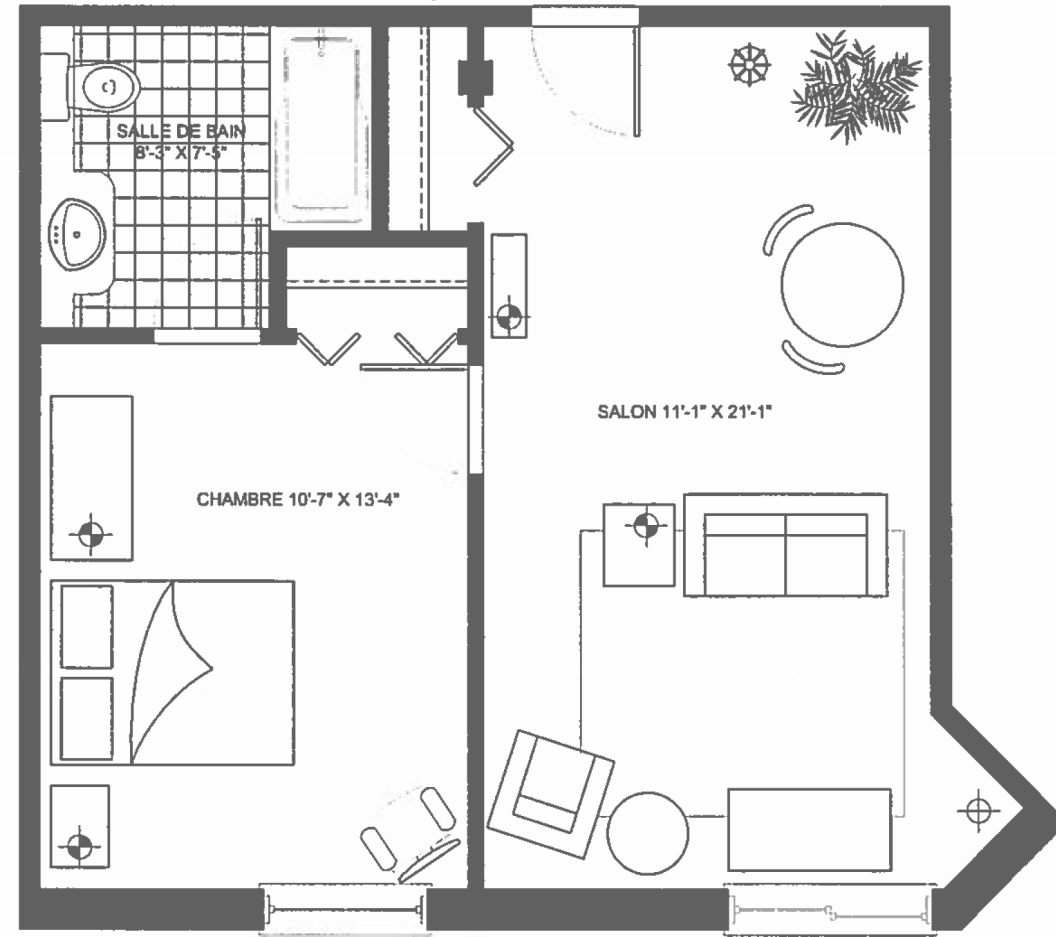 SALLE DE BAIN
8'-3" X 7'-5"
SALON 11'-1" X 21'-1"
CHAMBRE 10'-7" X 13'-4"